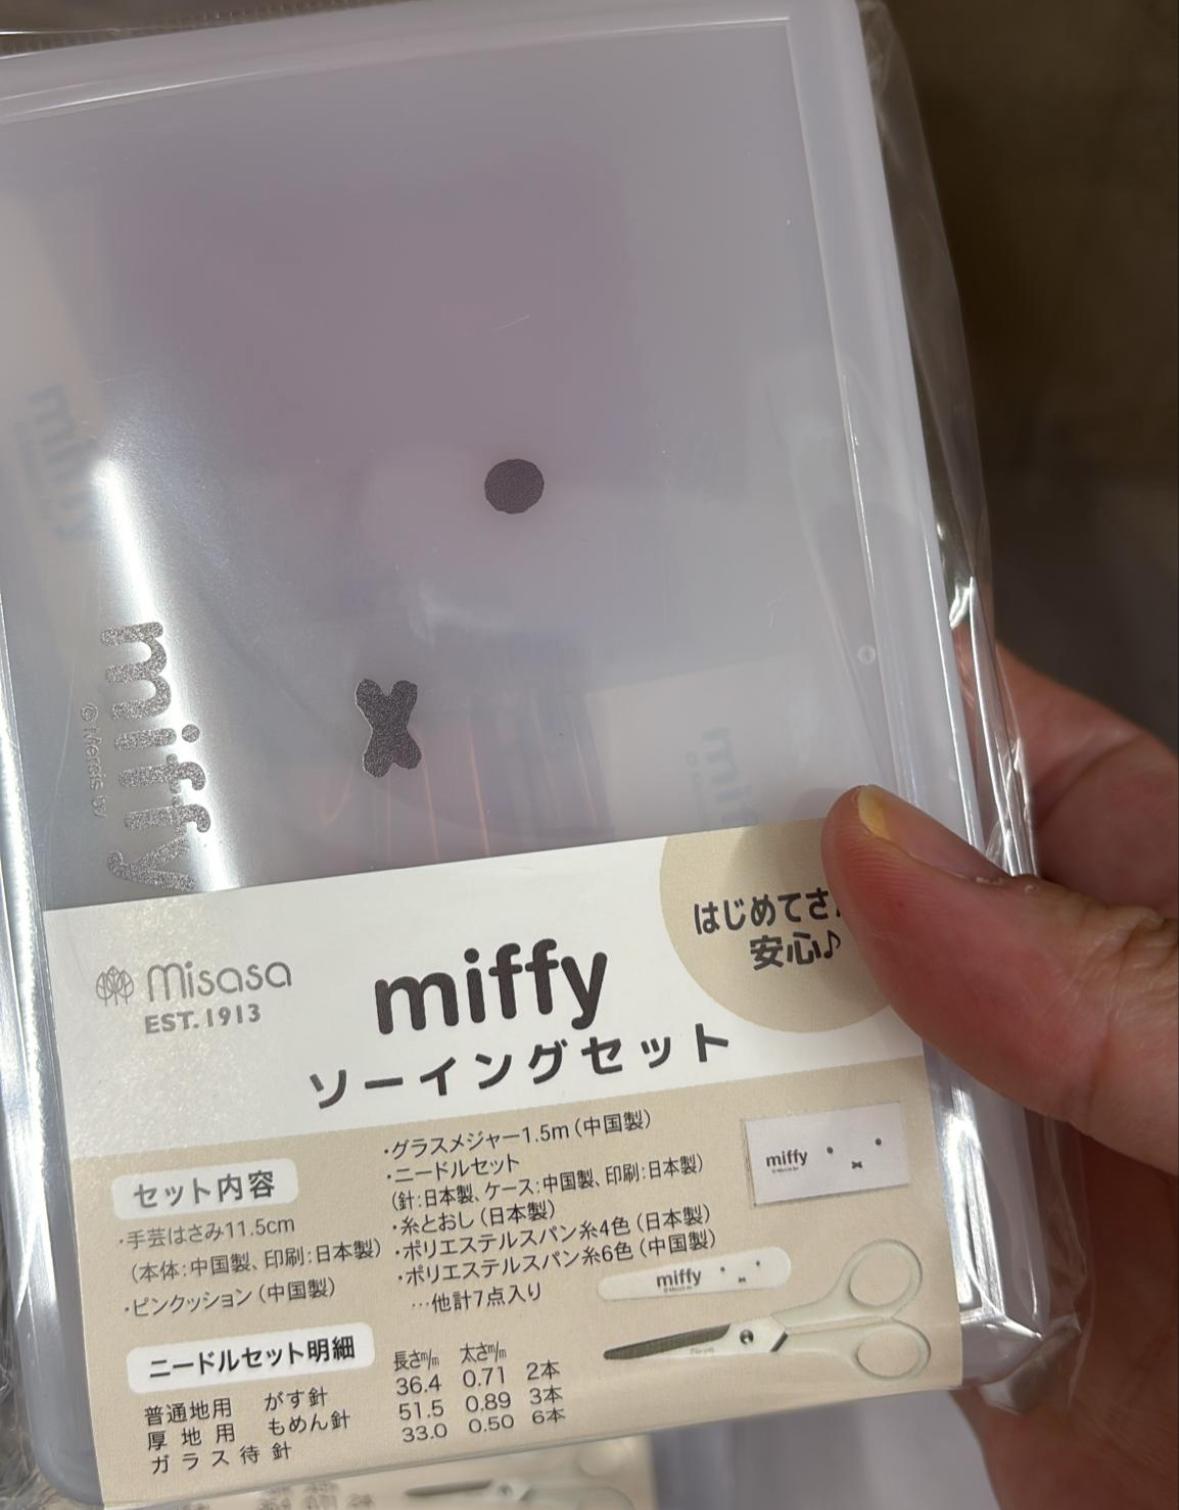 miffy
© Mercis bv
misasa
EST. 1913
miffy
ソーイングセット
はじめてさ
安心♪
セット内容
・手芸はさみ11.5cm
(本体:中国製、印刷:日本製)
・ピンクッション(中国製)
・グラスメジャー1.5m(中国製)
・ニードルセット
(針:日本製、ケース:中国製、印刷:日本製)
・糸とおし(日本製)
・ポリエステルスパン糸4色(日本製)
・ポリエステルスパン糸6色(中国製)
…他計7点入り
miffy
miffy
ニードルセット明細
長さm/m 太さm/m
普通地用 がす針 36.4 0.71 2本
厚地用 もめん針 51.5 0.89 3本
ガラス待針 33.0 0.50 6本